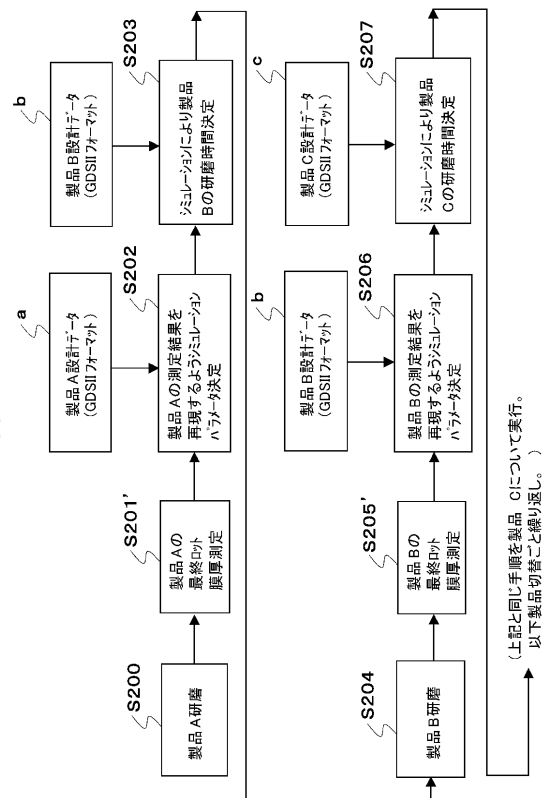 a
製品A設計データ
(GDSIIフォーマット)
b
製品B設計データ
(GDSIIフォーマット)
S200
製品A研磨
S201'
製品Aの
最終ロット
膜厚測定
S202
製品Aの測定結果を
再現するようシミュレーション
パラメータ決定
S203
シミュレーションにより製品
Bの研磨時間決定
b
製品B設計データ
(GDSIIフォーマット)
c
製品C設計データ
(GDSIIフォーマット)
S204
製品B研磨
S205'
製品Bの
最終ロット
膜厚測定
S206
製品Bの測定結果を
再現するようシミュレーション
パラメータ決定
S207
シミュレーションにより製品
Cの研磨時間決定
(上記と同じ手順を製品 Cについて実行。
以下製品切替ごと繰り返し。 )